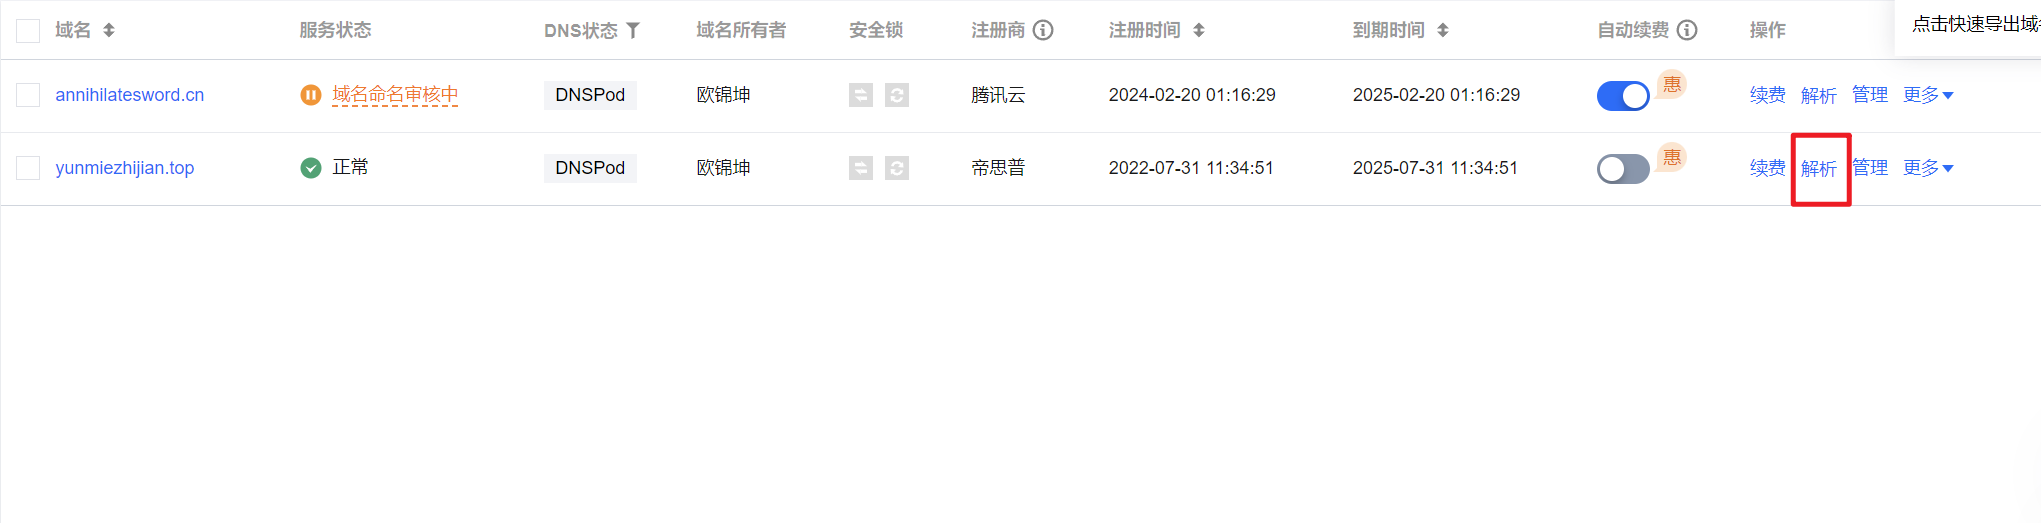 域名 服务状态 DNS状态 域名所有者 安全锁 注册商 注册时间 到期时间 自动续费 操作 点击快速导出域
annihilatesword.cn 域名命名审核中 DNSPod 欧锦坤 腾讯云 2024-02-20 01:16:29 2025-02-20 01:16:29 惠 续费 解析 管理 更多
yunmiezhijian.top 正常 DNSPod 欧锦坤 帝思普 2022-07-31 11:34:51 2025-07-31 11:34:51 惠 续费 解析 管理 更多